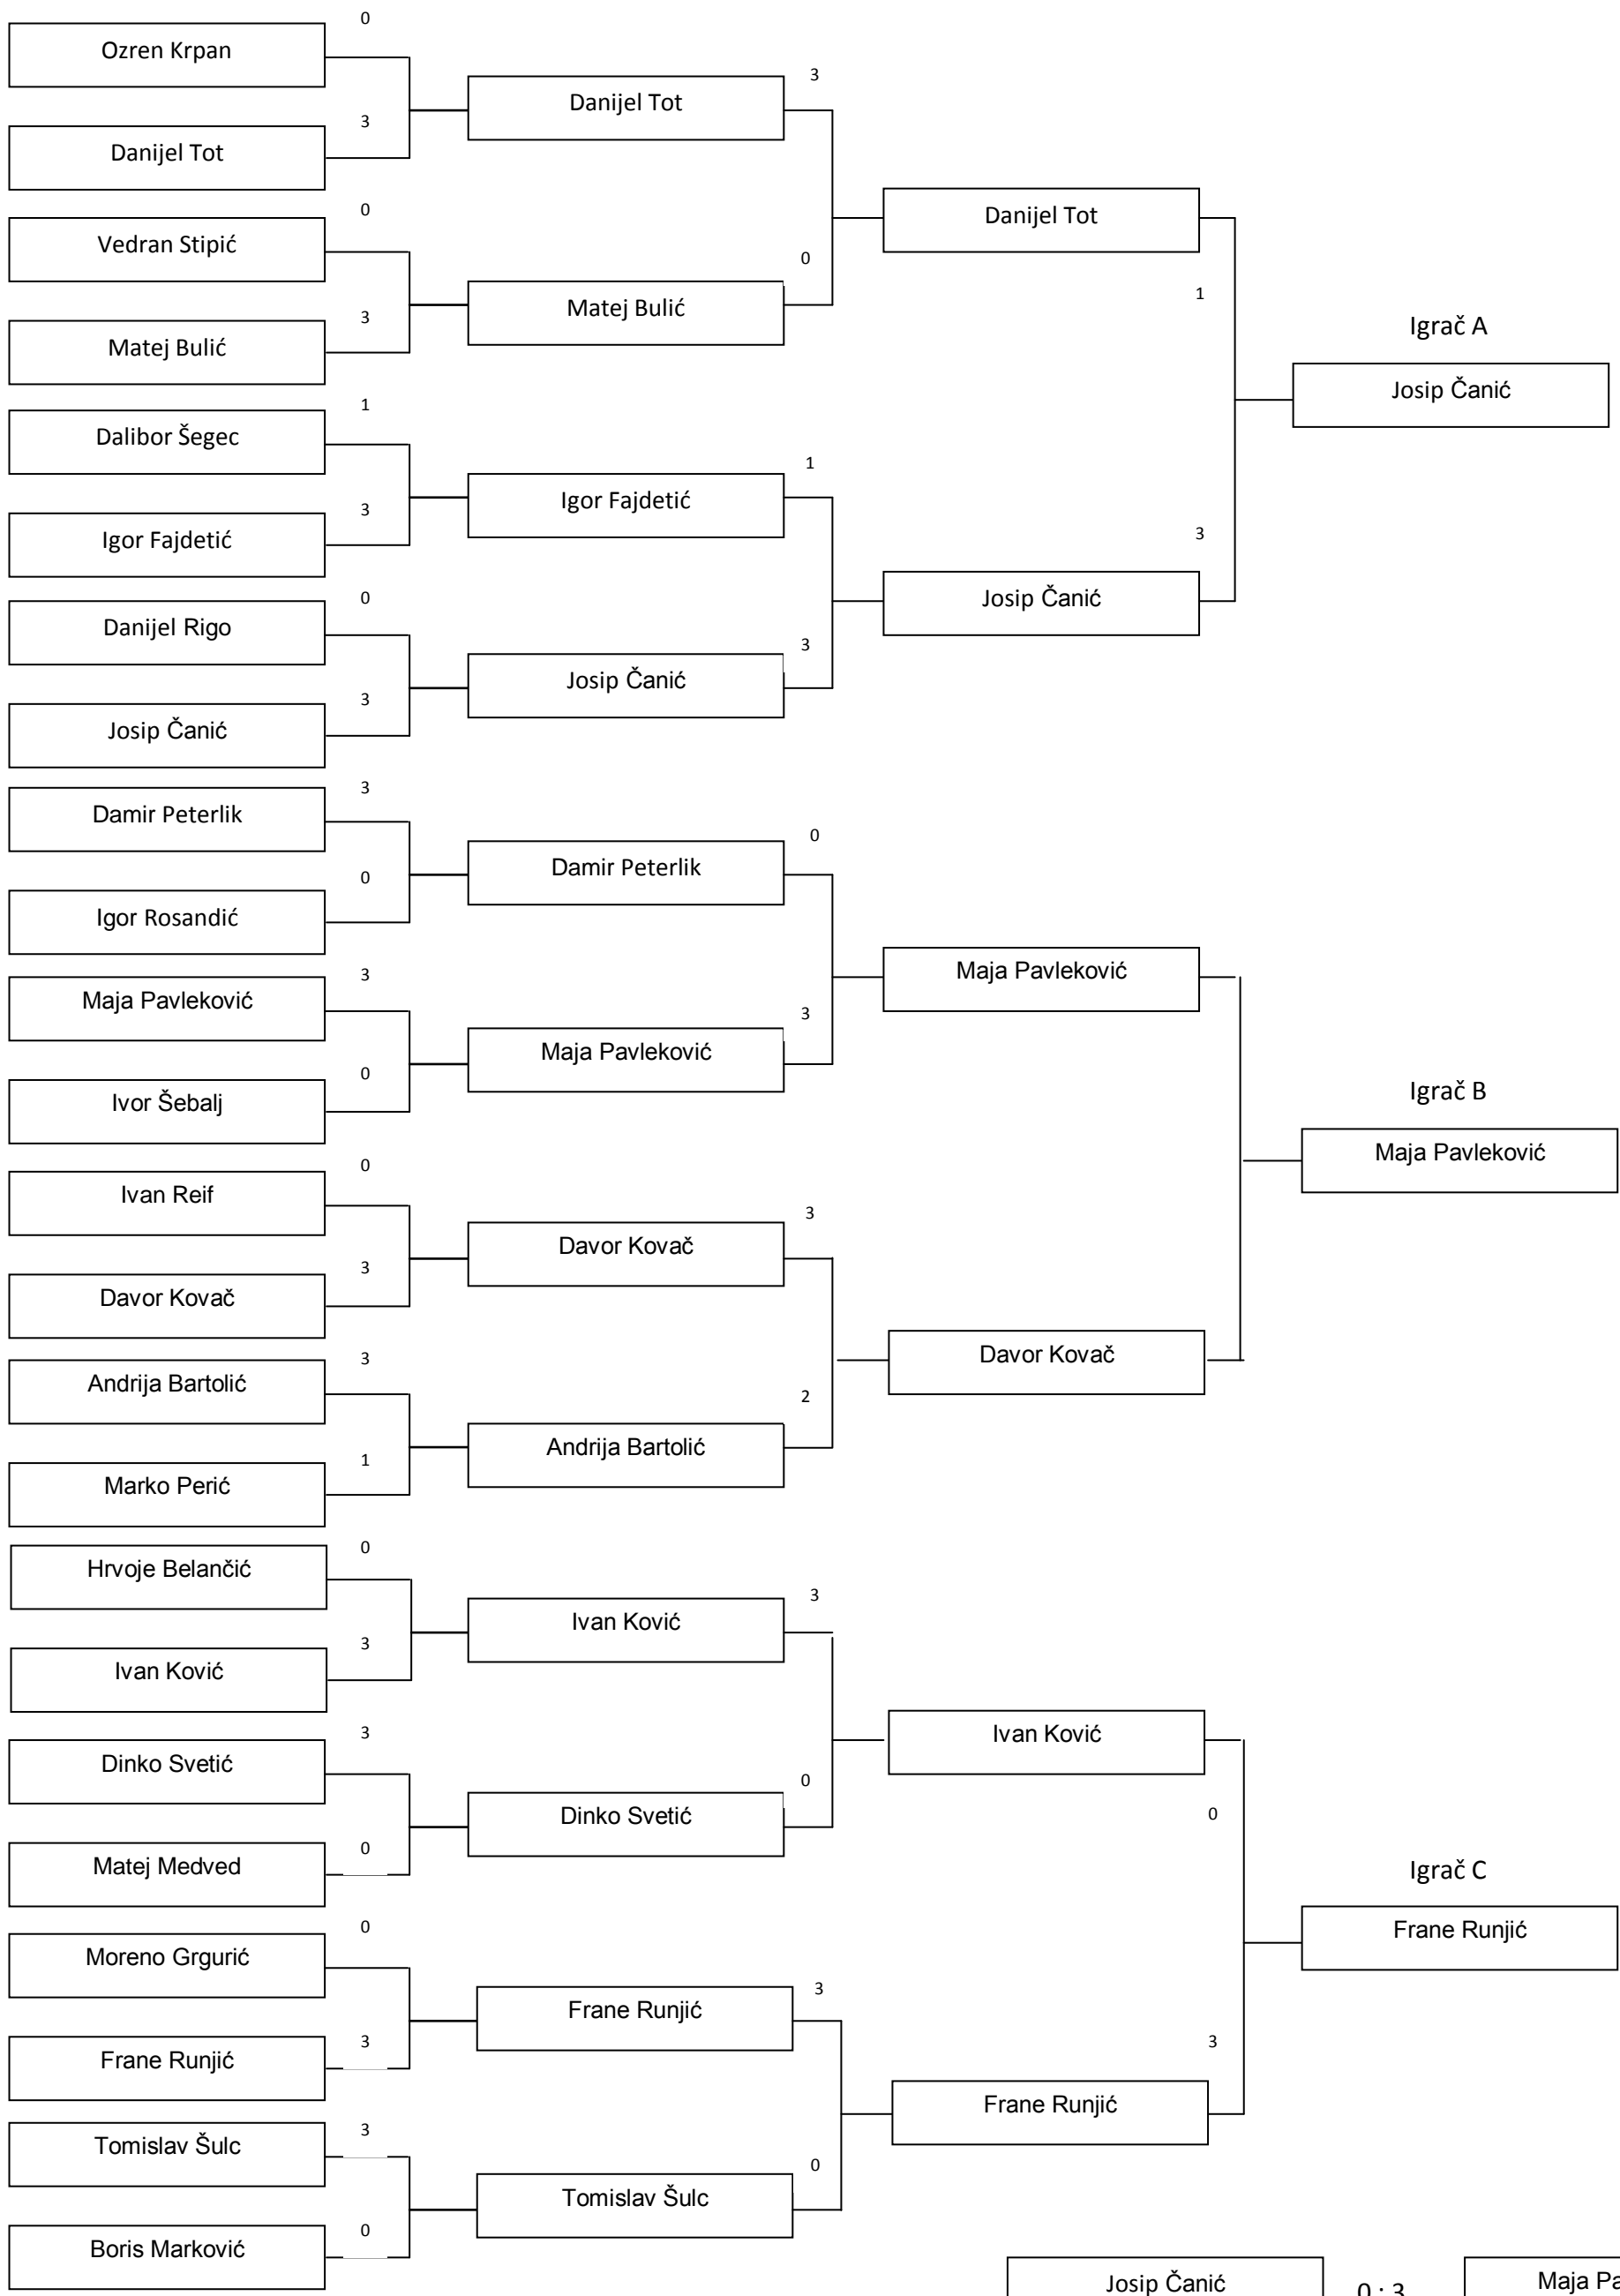 0
Ozren Krpan
3
Danijel Tot
0
Vedran Stipić
3
Matej Bulić
1
Dalibor Šegec
3
Igor Fajdetić
0
Danijel Rigo
3
Josip Čanić
3
Damir Peterlik
0
Igor Rosandić
3
Maja Pavleković
0
Ivor Šebalj
0
Ivan Reif
3
Davor Kovač
3
Andrija Bartolić
1
Marko Perić
0
Hrvoje Belančić
3
Ivan Ković
3
Dinko Svetić
0
Matej Medved
0
Moreno Grgurić
3
Frane Runjić
3
Tomislav Šulc
0
Boris Marković
3
Danijel Tot
0
Matej Bulić
1
Igor Fajdetić
3
Josip Čanić
0
Damir Peterlik
3
Maja Pavleković
3
Davor Kovač
2
Andrija Bartolić
3
Ivan Ković
0
Dinko Svetić
3
Frane Runjić
0
Tomislav Šulc
Danijel Tot
1
3
Josip Čanić
Maja Pavleković
Davor Kovač
Ivan Ković
0
3
Frane Runjić
Igrač A
Josip Čanić
Igrač B
Maja Pavleković
Igrač C
Frane Runjić
Josip Čanić
0 : 3
Maja